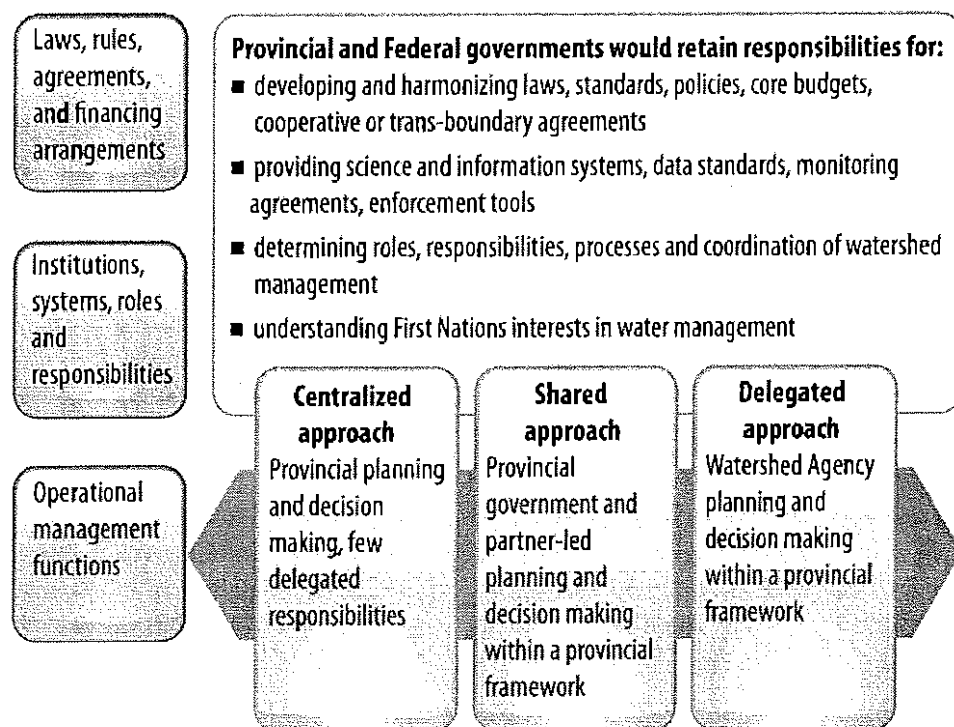 Laws, rules,
agreements,
and financing
arrangements
Provincial and Federal governments would retain responsibilities for:
■ developing and harmonizing laws, standards, policies, core budgets,
cooperative or trans-boundary agreements
■ providing science and information systems, data standards, monitoring
agreements, enforcement tools
■ determining roles, responsibilities, processes and coordination of watershed
management
■ understanding First Nations interests in water management
Institutions,
systems, roles
and
responsibilities
Operational
management
functions
Centralized
approach
Provincial planning
and decision
making, few
delegated
responsibilities
Shared
approach
Provincial
government and
partner-led
planning and
decision making
within a provincial
framework
Delegated
approach
Watershed Agency
planning and
decision making
within a provincial
framework